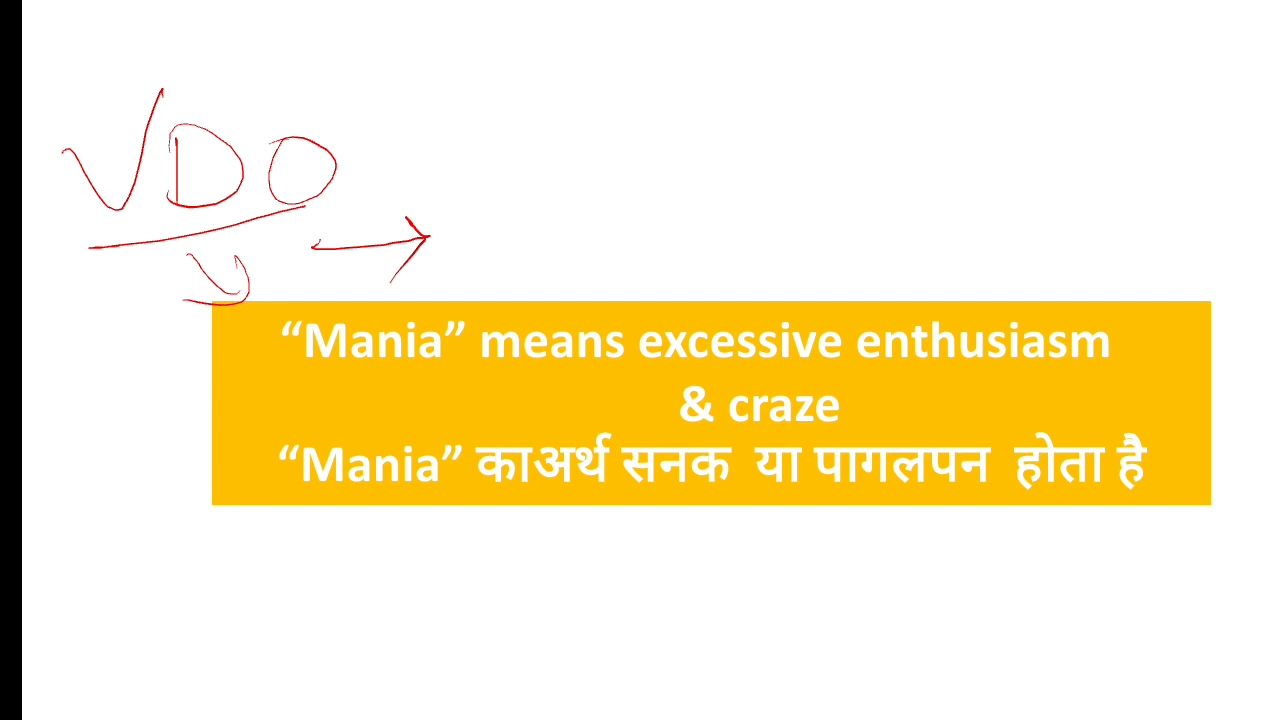 VDO
“Mania” means excessive enthusiasm
& craze
“Mania” काअर्थ सनक या पागलपन होता है